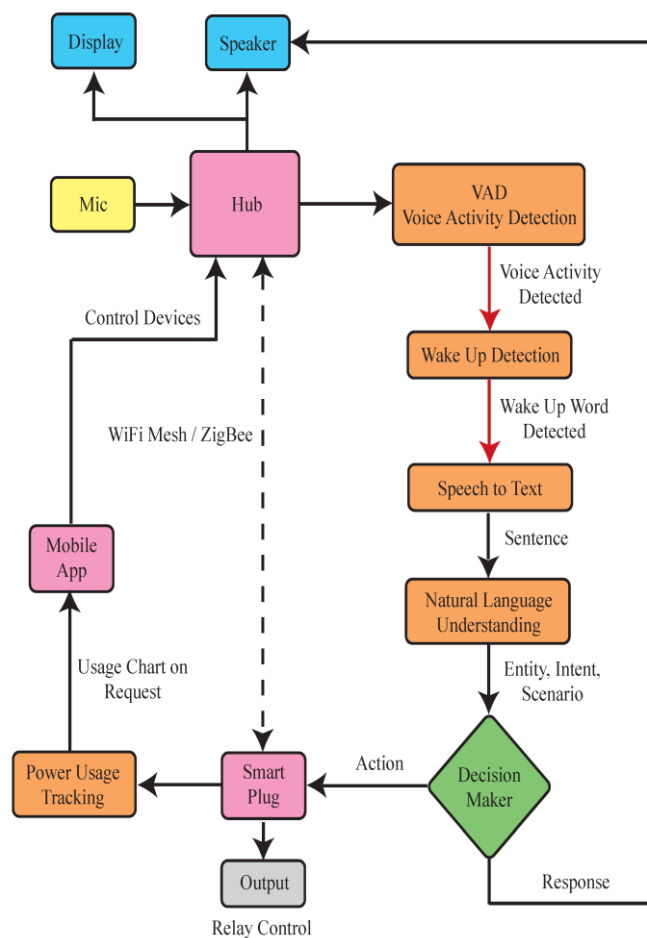 Display
Speaker
Mic
Hub
VAD
Voice Activity Detection
Voice Activity
Detected
Control Devices
Wake Up Detection
WiFi Mesh / ZigBee
Wake Up Word
Detected
Speech to Text
Sentence
Mobile
App
Natural Language
Understanding
Usage Chart on
Request
Entity, Intent,
Scenario
Power Usage
Tracking
Smart
Plug
Action
Decision
Maker
Output
Response
Relay Control